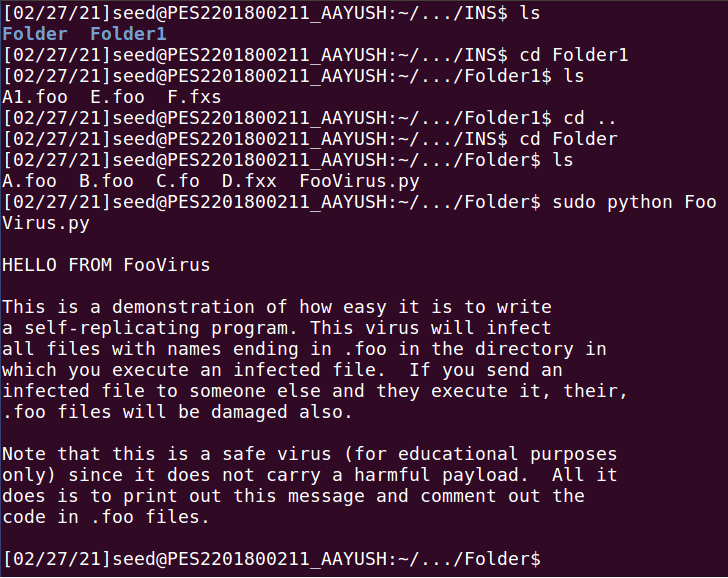 [02/27/21]seed@PES2201800211_AAYUSH:~/.../INS$ ls
Folder  Folder1
[02/27/21]seed@PES2201800211_AAYUSH:~/.../INS$ cd Folder1
[02/27/21]seed@PES2201800211_AAYUSH:~/.../Folder1$ ls
A1.foo  E.foo  F.fxs
[02/27/21]seed@PES2201800211_AAYUSH:~/.../Folder1$ cd ..
[02/27/21]seed@PES2201800211_AAYUSH:~/.../INS$ cd Folder
[02/27/21]seed@PES2201800211_AAYUSH:~/.../Folder$ ls
A.foo  B.foo  C.fo  D.fxx  FooVirus.py
[02/27/21]seed@PES2201800211_AAYUSH:~/.../Folder$ sudo python Foo
Virus.py

HELLO FROM FooVirus

This is a demonstration of how easy it is to write
a self-replicating program. This virus will infect
all files with names ending in .foo in the directory in
which you execute an infected file.  If you send an
infected file to someone else and they execute it, their,
.foo files will be damaged also.

Note that this is a safe virus (for educational purposes
only) since it does not carry a harmful payload.  All it
does is to print out this message and comment out the
code in .foo files.

[02/27/21]seed@PES2201800211_AAYUSH:~/.../Folder$